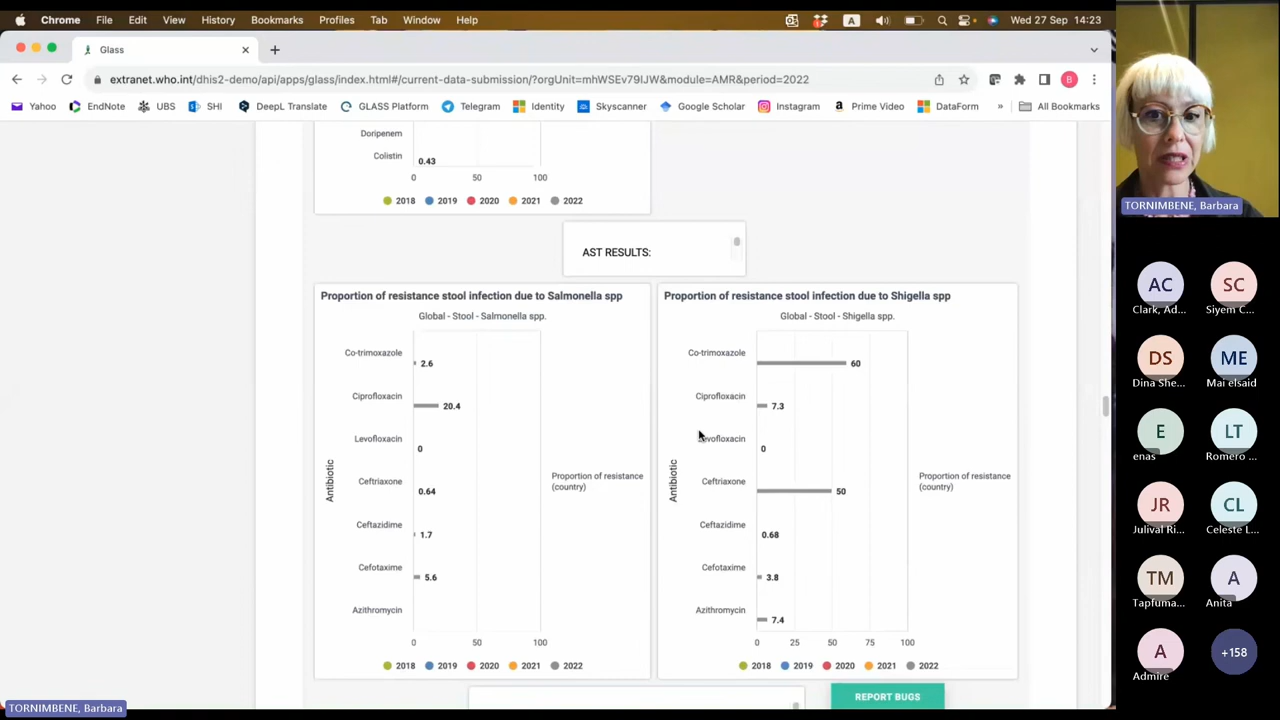 Chrome File Edit View History Bookmarks Profiles Tab Window Help
A
Wed 27 Sep 14:23
Glass
extranet.who.int/dhis2-demo/api/apps/glass/index.html#/current-data-submission/?orgUnit=mhWSEv79IJW&module=AMR&period=2022
B
Yahoo EndNote UBS SHI DeepL Translate GLASS Platform Telegram Identity Skyscanner Google Scholar Instagram Prime Video DataForm » All Bookmarks
Doripenem
Colistin 0.43
0 50 100
2018 2019 2020 2021 2022
AST RESULTS:
Proportion of resistance stool infection due to Salmonella spp
Global - Stool - Salmonella spp.
Antibiotic
Co-trimoxazole 2.6
Ciprofloxacin 20.4
Levofloxacin 0
Ceftriaxone 0.64
Ceftazidime 1.7
Cefotaxime 5.6
Azithromycin
Proportion of resistance
(country)
0 50 100
2018 2019 2020 2021 2022
Proportion of resistance stool infection due to Shigella spp
Global - Stool - Shigella spp.
Antibiotic
Co-trimoxazole 60
Ciprofloxacin 7.3
Levofloxacin 0
Ceftriaxone 50
Ceftazidime 0.68
Cefotaxime 3.8
Azithromycin 7.4
Proportion of resistance
(country)
0 25 50 75 100
2018 2019 2020 2021 2022
REPORT BUGS
TORNIMBENE, Barbara
TORNIMBENE, Barbara
AC SC
Clark, Ad... Siyem C...
DS ME
Dina She... Mai elsaid
E LT
enas Romero ...
JR CL
Julival Ri... Celeste L...
TM A
Tapfuma... Anita
A +158
Admire